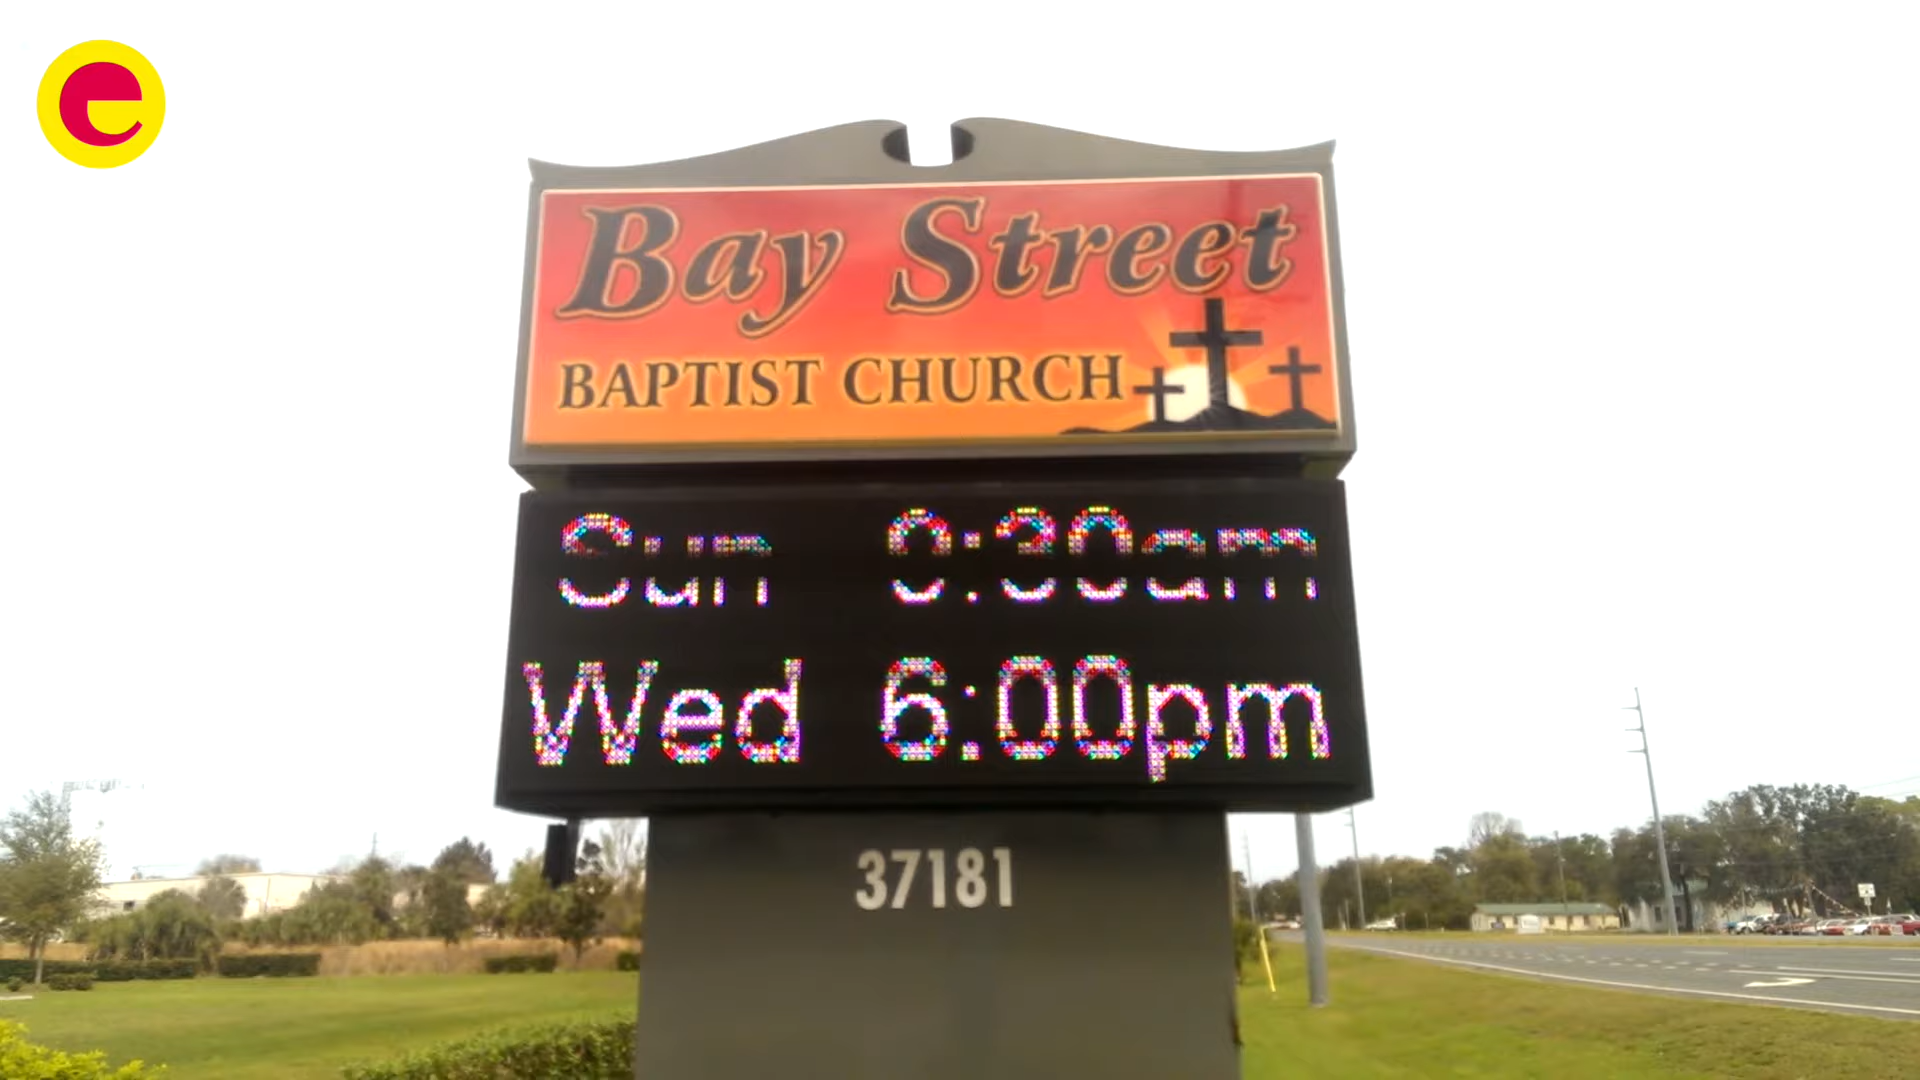 e
Bay Street
BAPTIST CHURCH
Sun
Wed 6:00pm
37181